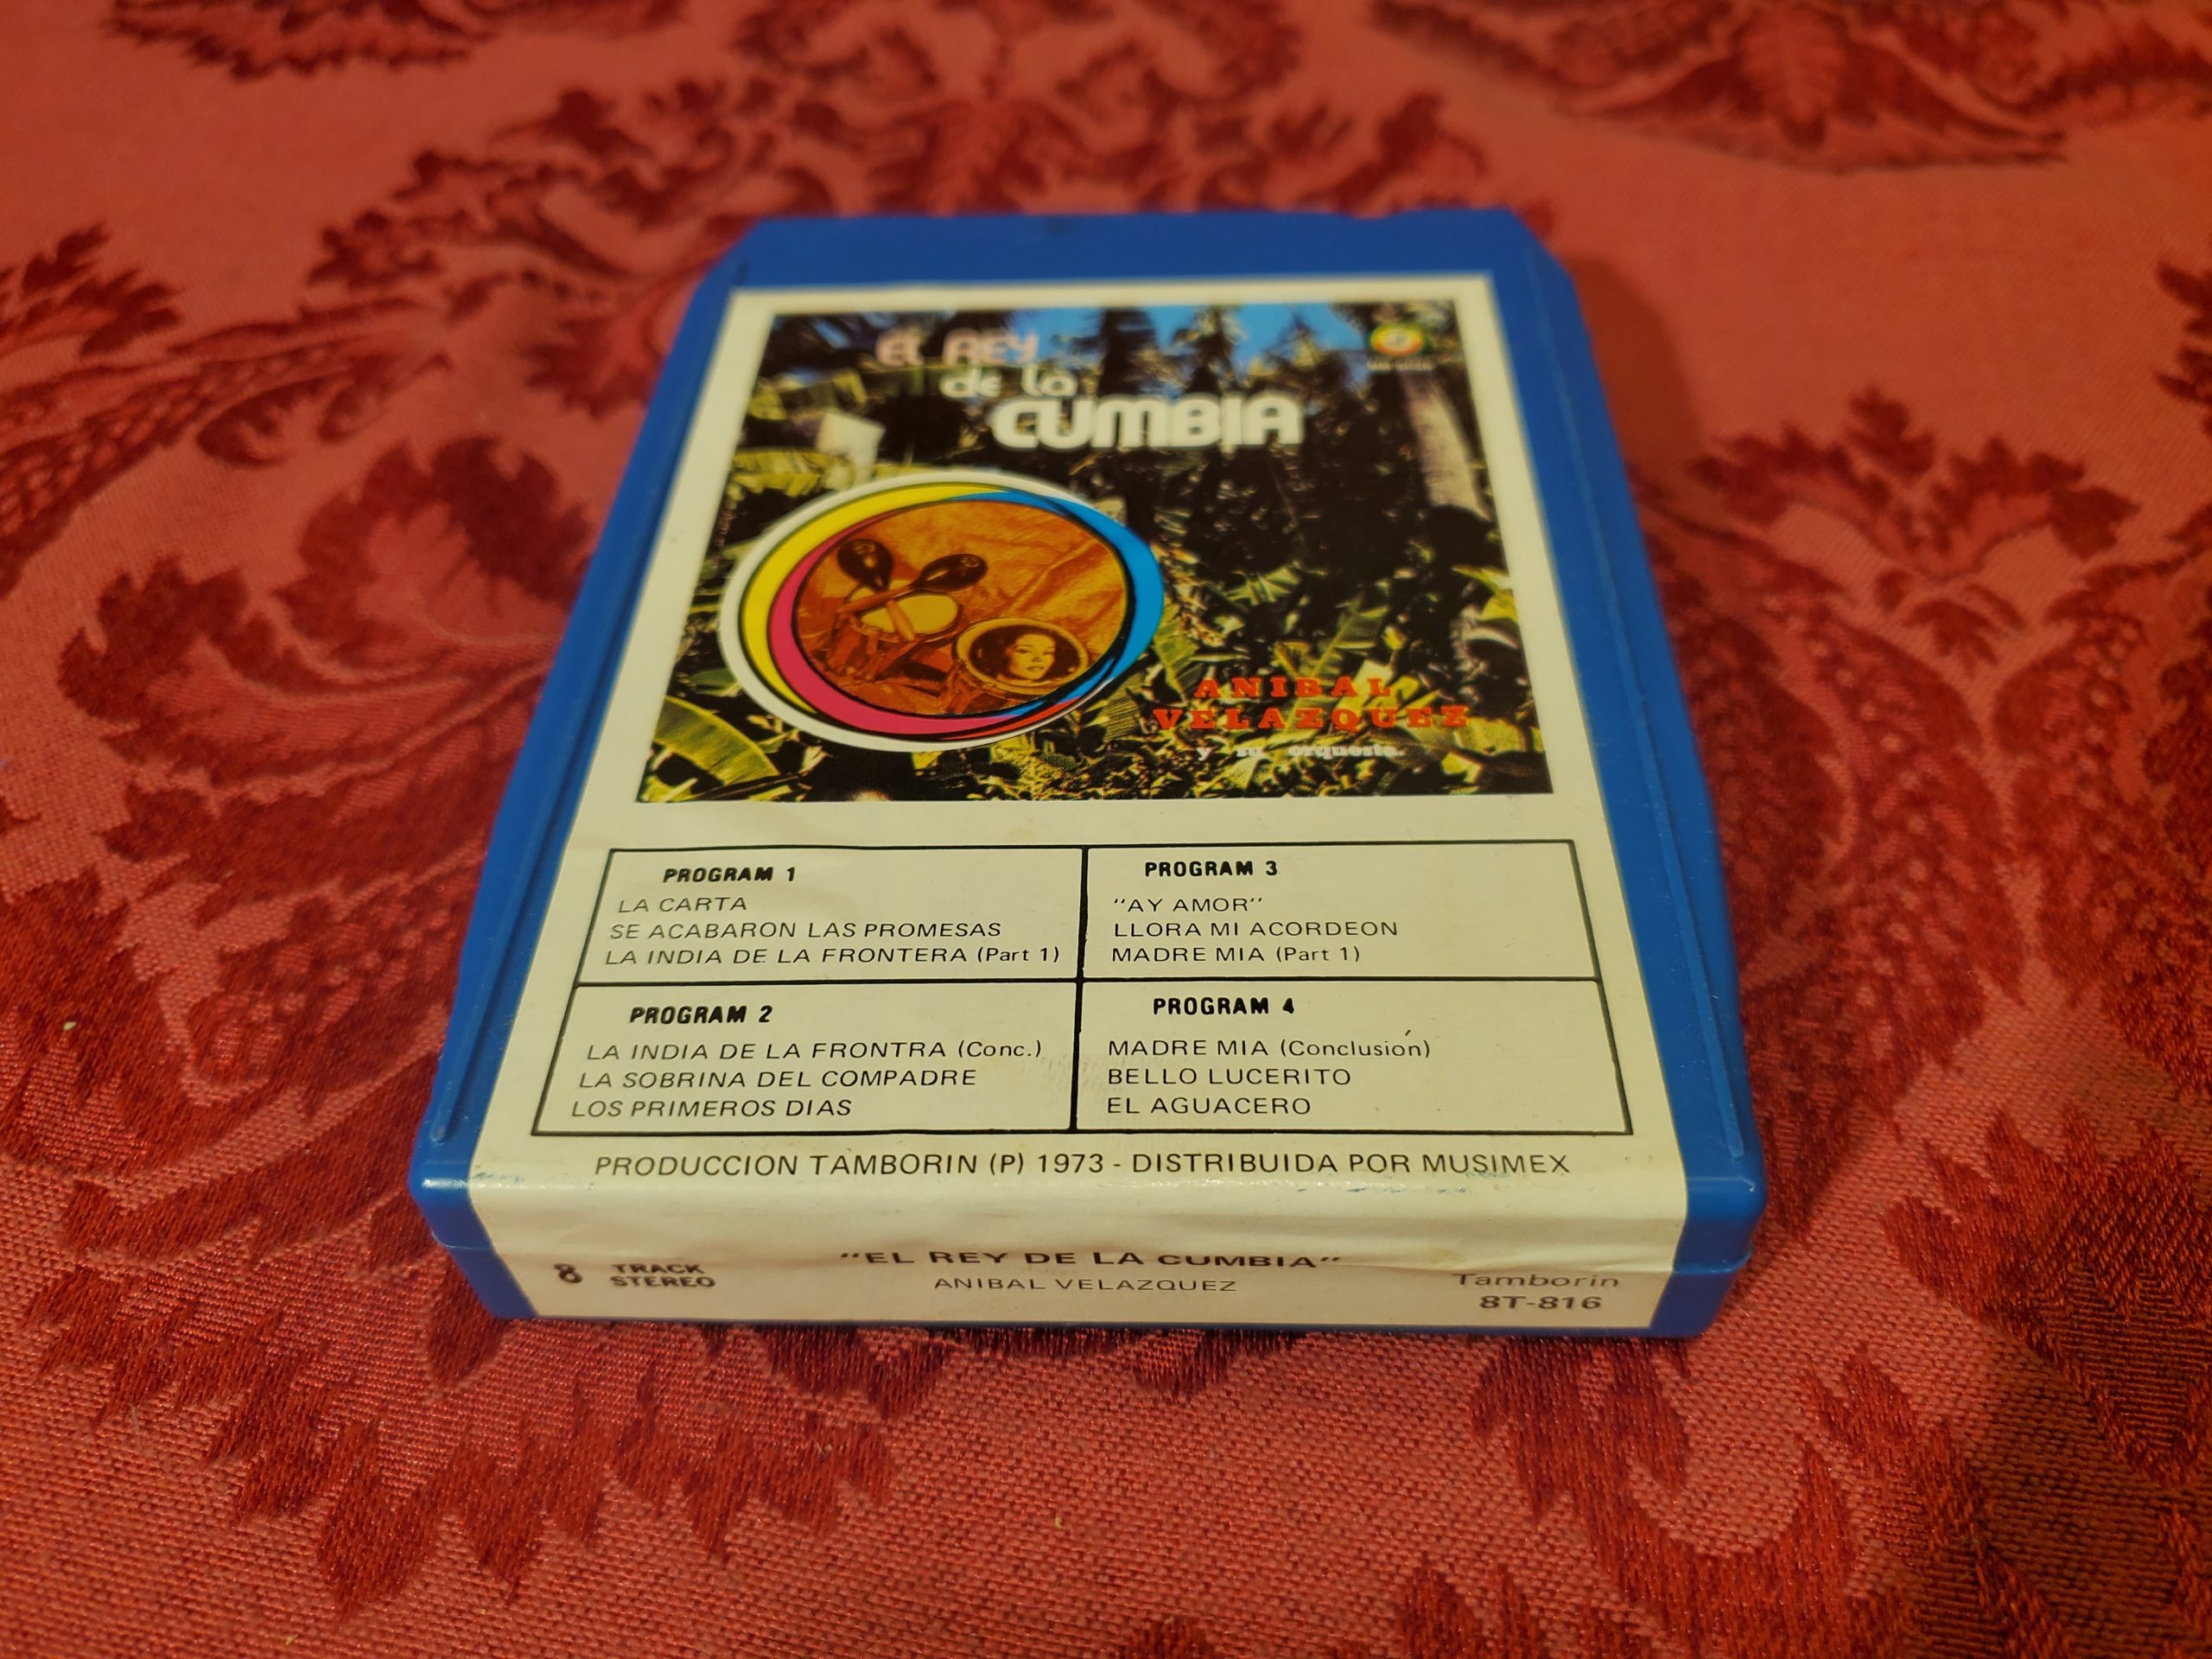 EL REY
de la
CUMBIA
ANIBAL
VELAZQUEZ
y su orquesta.
PROGRAM 1
LA CARTA
SE ACABARON LAS PROMESAS
LA INDIA DE LA FRONTERA (Part 1)
PROGRAM 2
LA INDIA DE LA FRONTRA (Conc.)
LA SOBRINA DEL COMPADRE
LOS PRIMEROS DIAS
PROGRAM 3
"AY AMOR"
LLORA MI ACORDEON
MADRE MIA (Part 1)
PROGRAM 4
MADRE MIA (Conclusión)
BELLO LUCERITO
EL AGUACERO
PRODUCCION TAMBORIN (P) 1973 - DISTRIBUIDA POR MUSIMEX
8 TRACK
STEREO
"EL REY DE LA CUMBIA"
ANIBAL VELAZQUEZ
Tamborin
8T-816